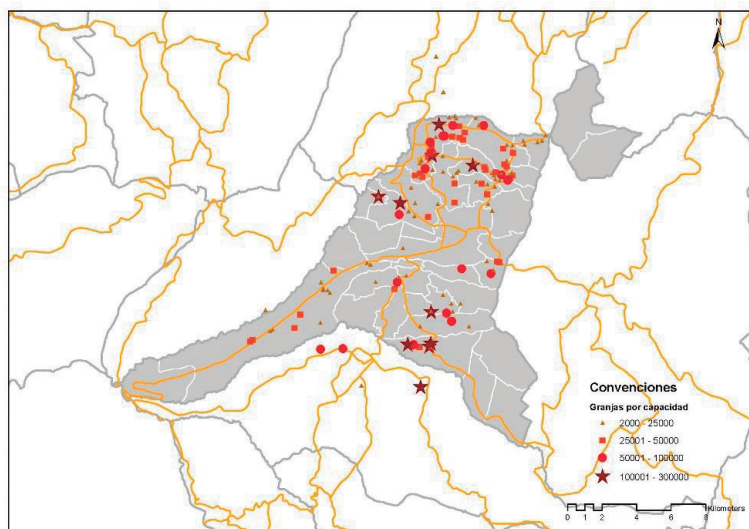 N
Convenciones
Granjas por capacidad
2000 - 25000
25001 - 50000
50001 - 100000
100001 - 300000
0 1 2 4 6 8
Kilometers